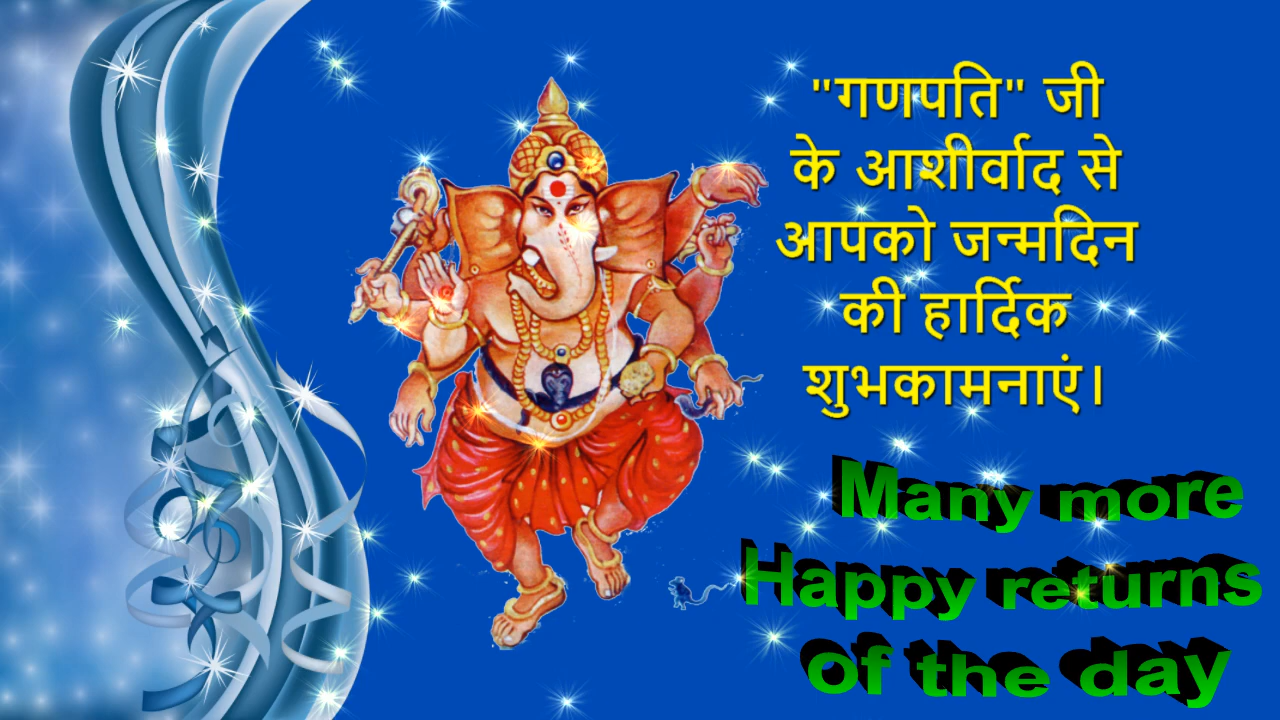 "गणपति" जी
के आशीर्वाद से
आपको जन्मदिन
की हार्दिक
शुभकामनाएं।
Many more
Happy returns
of the day